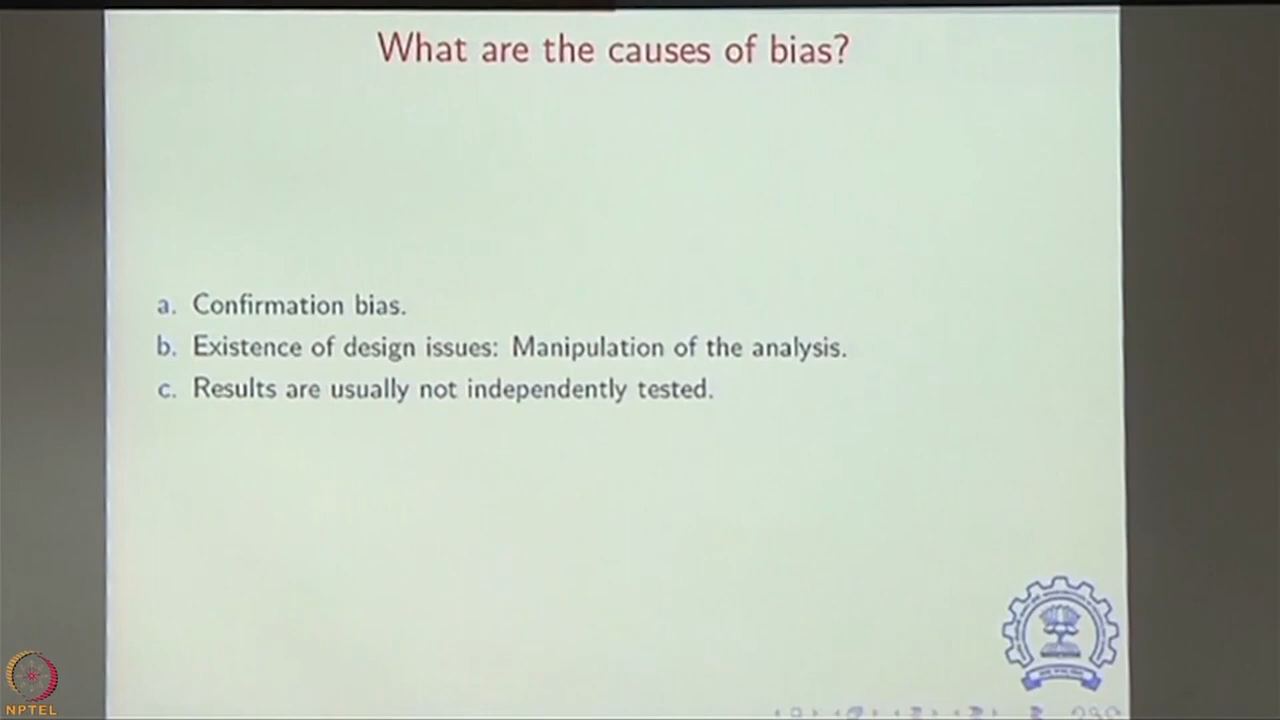 What are the causes of bias?
a. Confirmation bias.
b. Existence of design issues: Manipulation of the analysis.
c. Results are usually not independently tested.
NPTEL